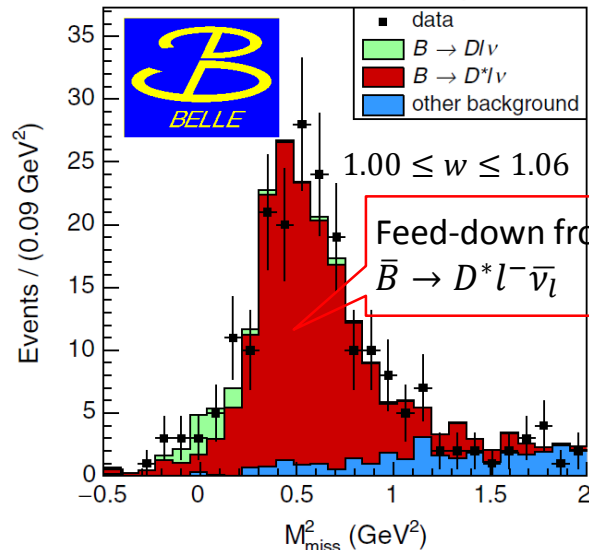 35
30
25
20
15
10
5
0
Events / (0.09 GeV²)
B
BELLE
data
B → Dlν
B → D*lν
other background
1.00 ≤ w ≤ 1.06
Feed-down fro
B̄ → D* l⁻ ν̄ₗ
−0.5 0 0.5 1 1.5 2
M²miss (GeV²)